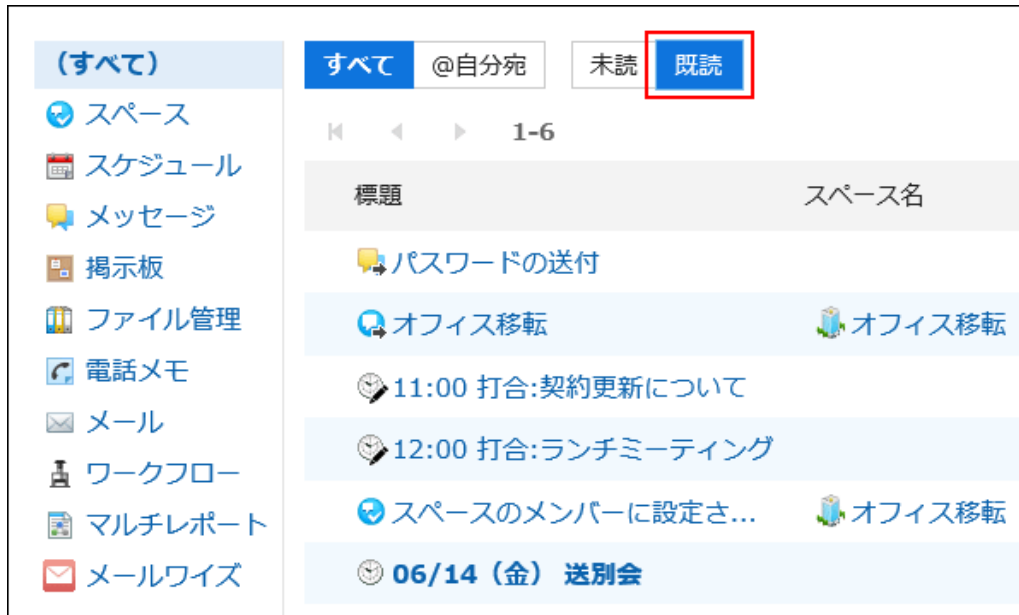 (すべて)
スペース
スケジュール
メッセージ
掲示板
ファイル管理
電話メモ
メール
ワークフロー
マルチレポート
メールワイズ
すべて @自分宛 未読 既読
1-6
標題 スペース名
パスワードの送付
オフィス移転 オフィス移転
11:00 打合:契約更新について
12:00 打合:ランチミーティング
スペースのメンバーに設定さ... オフィス移転
06/14（金） 送別会